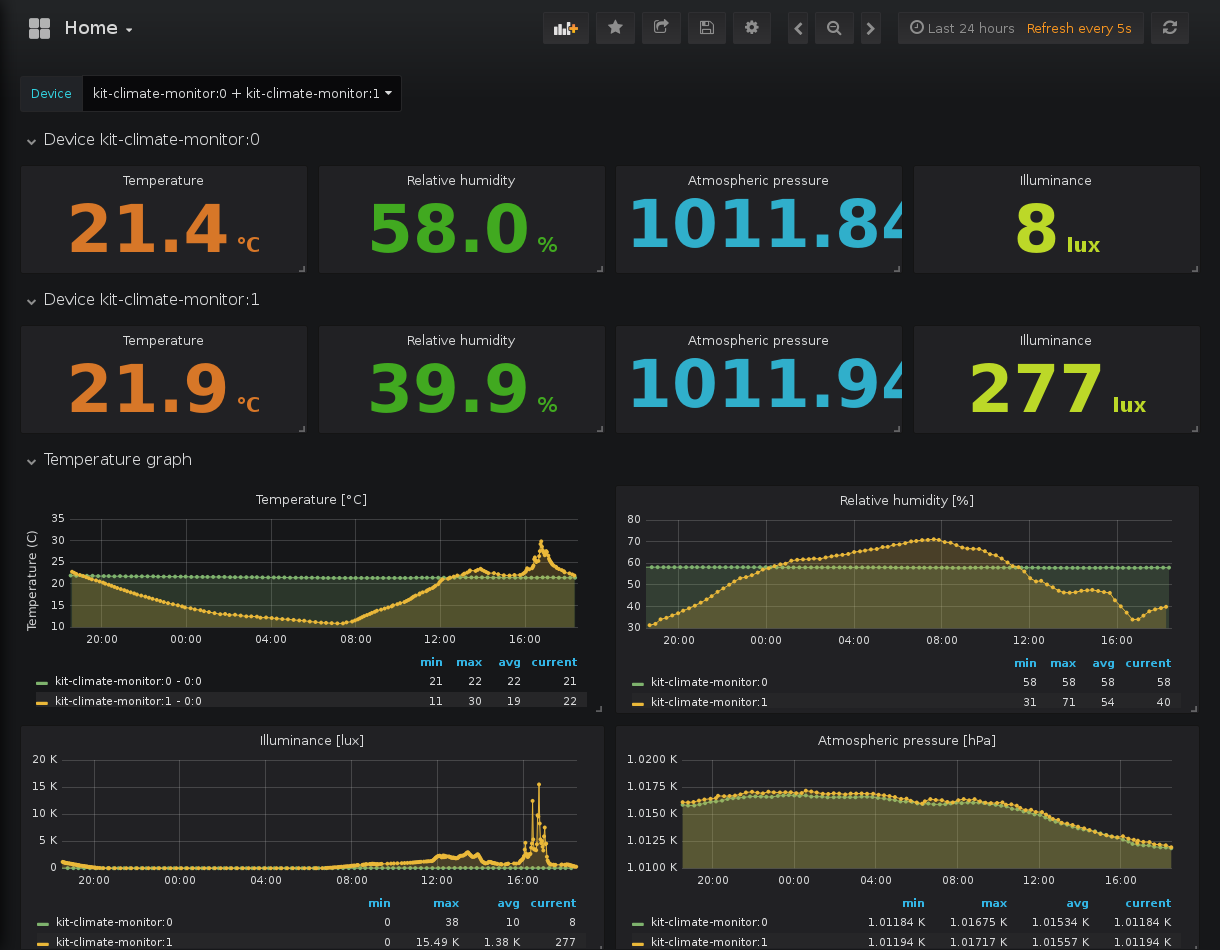 Home
Last 24 hours Refresh every 5s
Device kit-climate-monitor:0 + kit-climate-monitor:1
Device kit-climate-monitor:0
Temperature Relative humidity Atmospheric pressure Illuminance
21.4 °C 58.0 % 1011.84 8 lux
Device kit-climate-monitor:1
Temperature Relative humidity Atmospheric pressure Illuminance
21.9 °C 39.9 % 1011.94 277 lux
Temperature graph
Temperature [°C]
Temperature (C)
35
30
25
20
15
10
20:00 00:00 04:00 08:00 12:00 16:00
min max avg current
kit-climate-monitor:0 - 0:0 21 22 22 21
kit-climate-monitor:1 - 0:0 11 30 19 22
Relative humidity [%]
80
70
60
50
40
30
20:00 00:00 04:00 08:00 12:00 16:00
min max avg current
kit-climate-monitor:0 58 58 58 58
kit-climate-monitor:1 31 71 54 40
Illuminance [lux]
20 K
15 K
10 K
5 K
0
20:00 00:00 04:00 08:00 12:00 16:00
min max avg current
kit-climate-monitor:0 0 38 10 8
kit-climate-monitor:1 0 15.49 K 1.38 K 277
Atmospheric pressure [hPa]
1.0200 K
1.0175 K
1.0150 K
1.0125 K
1.0100 K
20:00 00:00 04:00 08:00 12:00 16:00
min max avg current
kit-climate-monitor:0 1.01184 K 1.01675 K 1.01534 K 1.01184 K
kit-climate-monitor:1 1.01194 K 1.01717 K 1.01557 K 1.01194 K